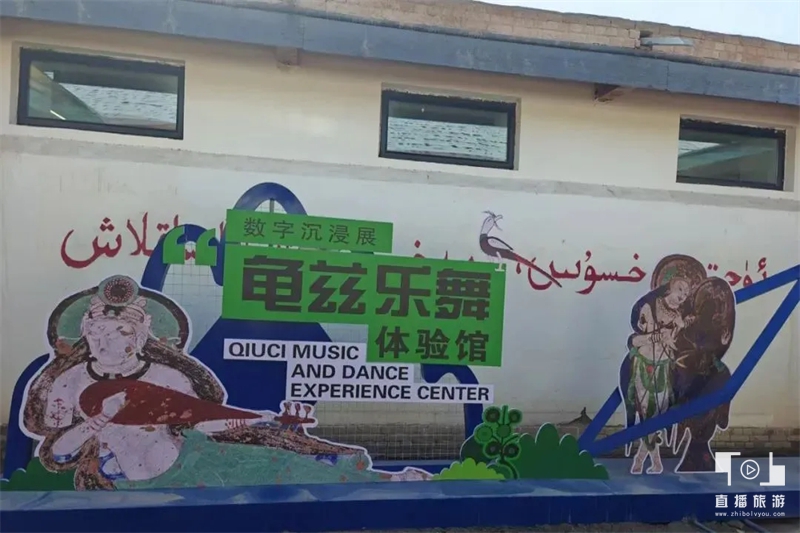 数字沉浸展
龟兹乐舞
体验馆
QIUCI MUSIC
AND DANCE
EXPERIENCE CENTER
直播旅游
www.zhibolvyou.com